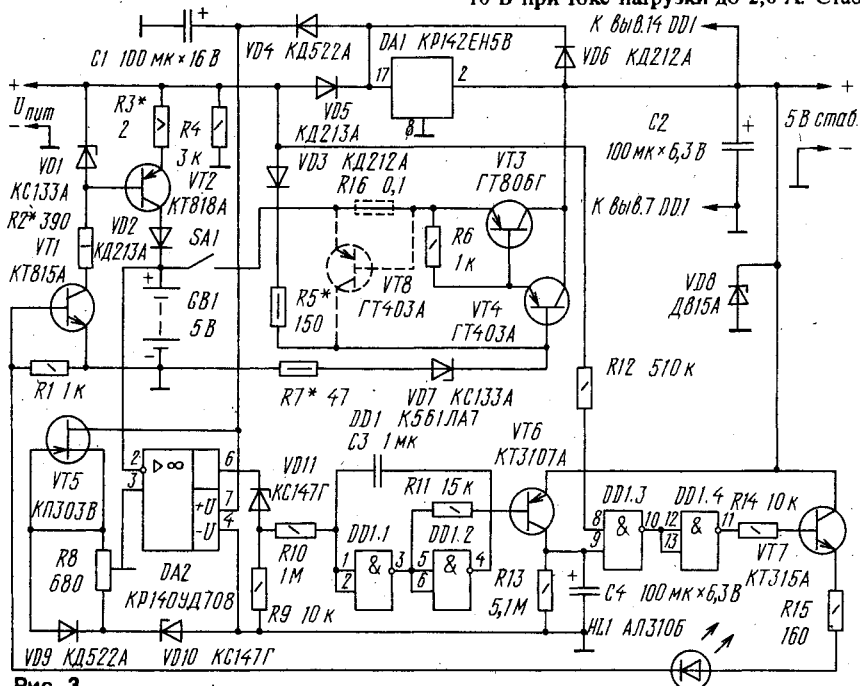 10 В при токе нагрузки до 2,0 А. Стаб
К выв.14 DD1
C1 100 мк × 16 В
VD4 КД522А
DA1 КР142ЕН5В
VD6 КД212А
17
2
8
+
Uпит
−
R3*
2
R4
3 к
VD5
КД213А
VD3 КД212А
R16 0,1
VT3
ГТ806Г
C2
100 мк × 6,3 В
+
5 В стаб.
−
VD1
КС133А
VT2
КТ818А
R2* 390
VT1
КТ815А
VD2
КД213А
SA1
R6
1 к
К выв.7 DD1
GB1
5 В
+
−
R5*
150
VT8
ГТ403А
VT4
ГТ403А
VD8
Д815А
R1 1 к
R7* 47
VD7 КС133А
R12 510 к
DD1 К561ЛА7
C3 1 мк
VT5
КП303В
2
3
▷∞
+U
-U
6
7
4
VD11
КС147Г
R11 15 к
VT6
КТ3107А
DD1.3
DD1.4
R14 10 к
8
9
&
10
12
13
&
11
R8
680
DA2
КР140УД708
R10
1М
DD1.1
DD1.2
1
2
&
3
5
6
&
4
R13
5,1М
+
C4 100 мк × 6,3 В
VT7
КТ315А
R9 10 к
HL1 АЛ310Б
R15
160
VD9 КД522А
VD10 КС147Г
Рис. 3